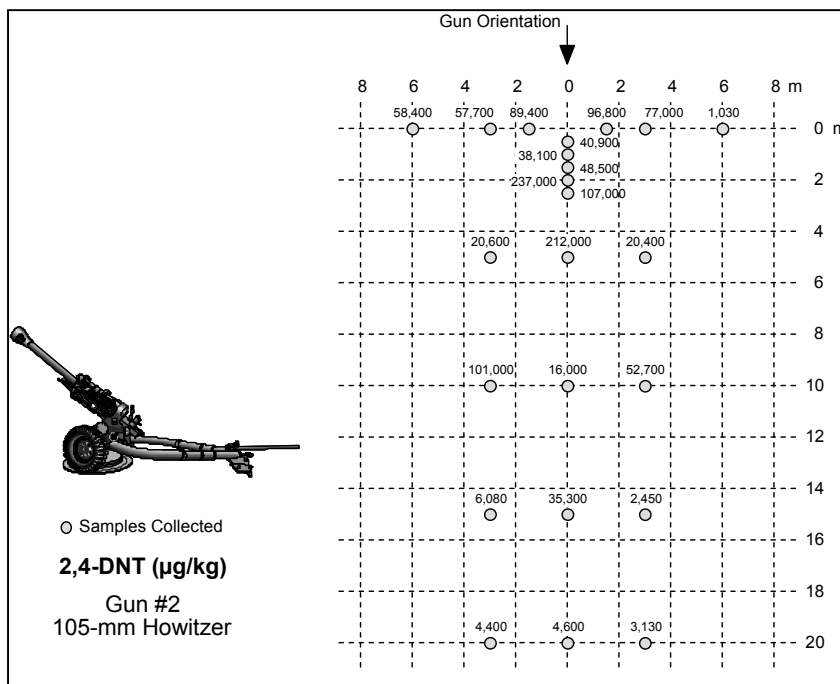 Gun Orientation
8 6 4 2 0 2 4 6 8 m
58,400 57,700 89,400 96,800 77,000 1,030
0 m
40,900
38,100
48,500
2
237,000
107,000
4
20,600 212,000 20,400
6
8
101,000 16,000 52,700
10
12
14
6,080 35,300 2,450
16
Samples Collected
2,4-DNT (µg/kg)
18
Gun #2
105-mm Howitzer
4,400 4,600 3,130
20